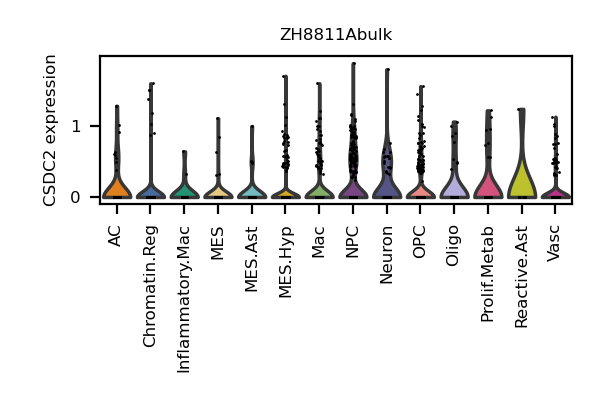 ZH8811Abulk
CSDC2 expression
1
0
AC
Chromatin.Reg
Inflammatory.Mac
MES
MES.Ast
MES.Hyp
Mac
NPC
Neuron
OPC
Oligo
Prolif.Metab
Reactive.Ast
Vasc